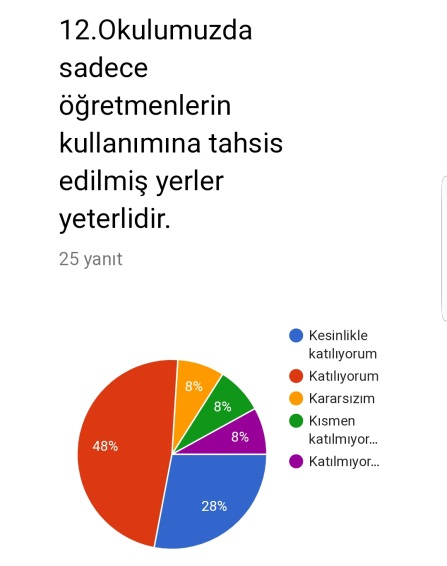 12.Okulumuzda
sadece
öğretmenlerin
kullanımına tahsis
edilmiş yerler
yeterlidir.
25 yanıt
Kesinlikle
katılıyorum
Katılıyorum
Kararsızım
Kısmen
katılmıyor...
Katılmıyor...
8%
8%
8%
48%
28%